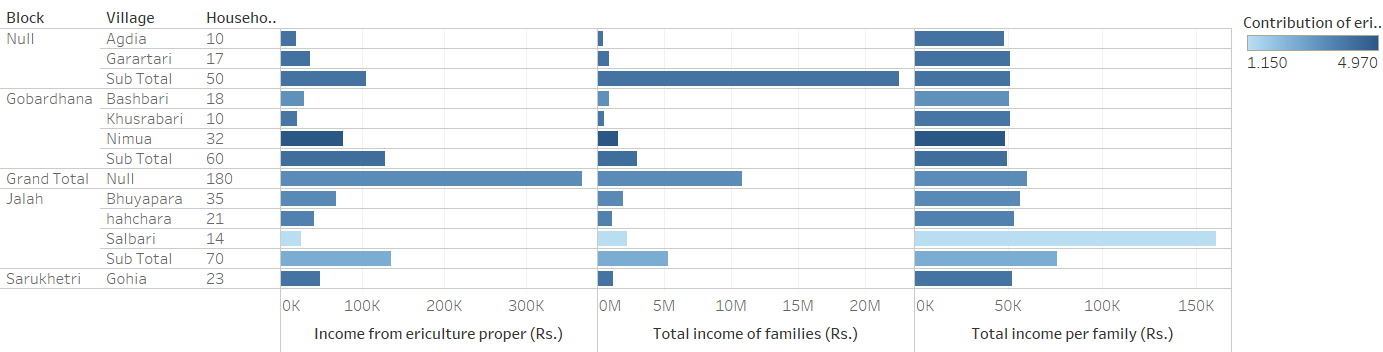 Block Village Househo.. Contribution of eri..
Null Agdia 10
Garartari 17
1.150 4.970
Sub Total 50
Gobardhana Bashbari 18
Khusrabari 10
Nimua 32
Sub Total 60
Grand Total Null 180
Jalah Bhuyapara 35
hahchara 21
Salbari 14
Sub Total 70
Sarukhetri Gohia 23
0K 100K 200K 300K 0M 5M 10M 15M 20M 0K 50K 100K 150K
Income from ericulture proper (Rs.) Total income of families (Rs.) Total income per family (Rs.)